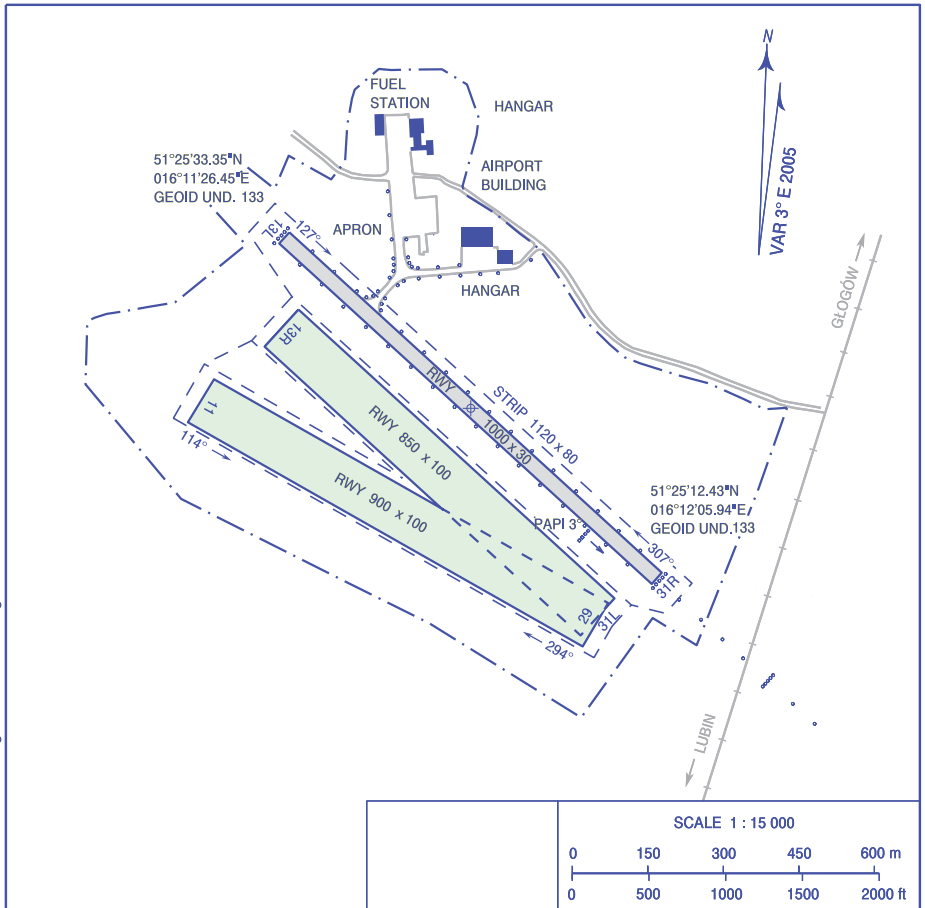 N
VAR 3° E 2005
FUEL
STATION
HANGAR
51°25'33.35"N
016°11'26.45"E
GEOID UND. 133
AIRPORT
BUILDING
APRON
13L
127°
HANGAR
GŁOGÓW
13R
RWY
1000 x 30
STRIP 1120 x 80
11
RWY 850 x 100
114°
RWY 900 x 100
51°25'12.43"N
016°12'05.94"E
GEOID UND.133
PAPI 3°
307°
31R
29
31L
294°
LUBIN
SCALE 1 : 15 000
0 150 300 450 600 m
0 500 1000 1500 2000 ft